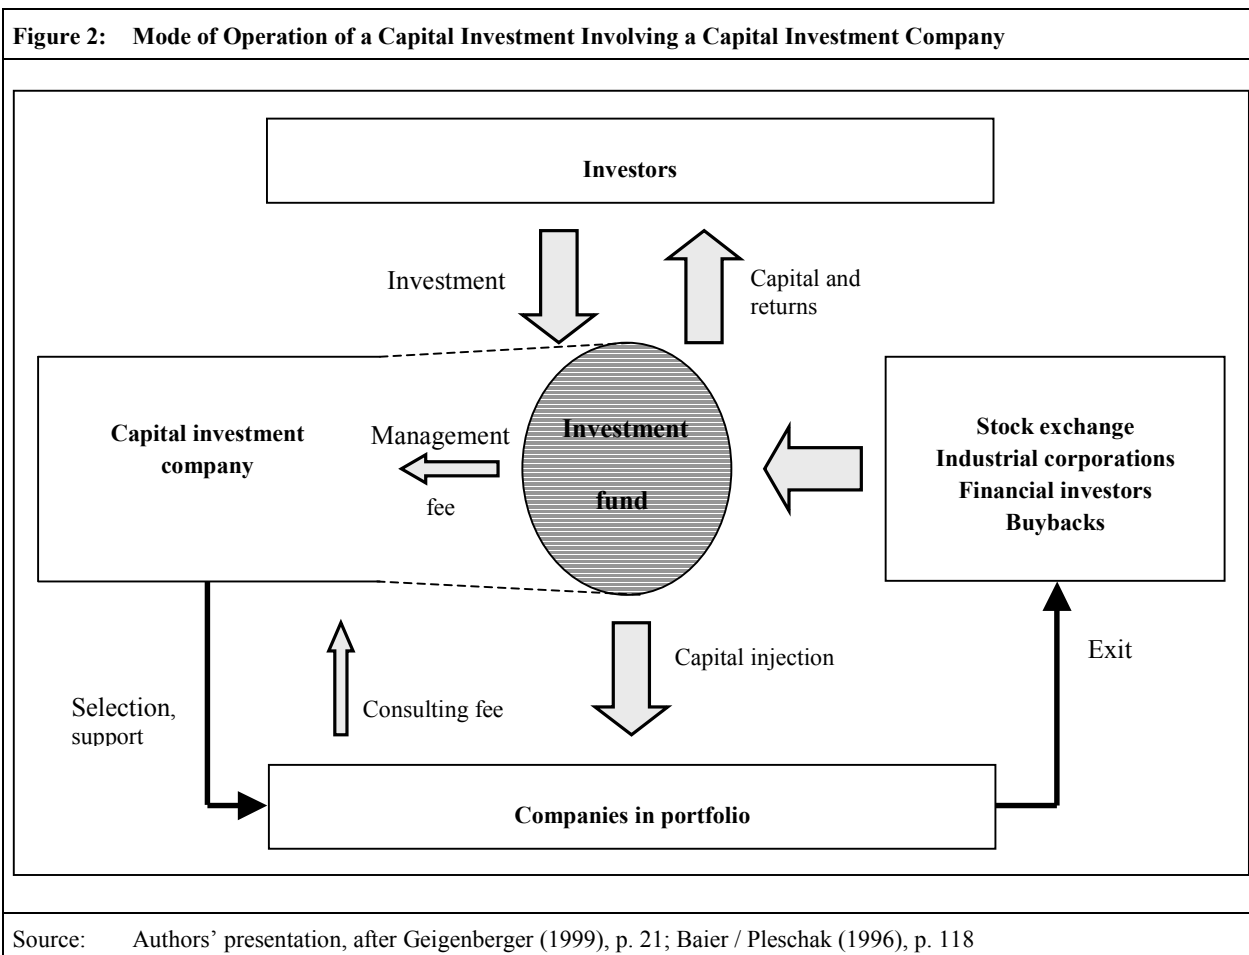 Figure 2: Mode of Operation of a Capital Investment Involving a Capital Investment Company
Investors
Investment
Capital and
returns
Capital investment
company
Management
fee
Investment
fund
Stock exchange
Industrial corporations
Financial investors
Buybacks
Capital injection
Exit
Selection,
support
Consulting fee
Companies in portfolio
Source: Authors’ presentation, after Geigenberger (1999), p. 21; Baier / Pleschak (1996), p. 118